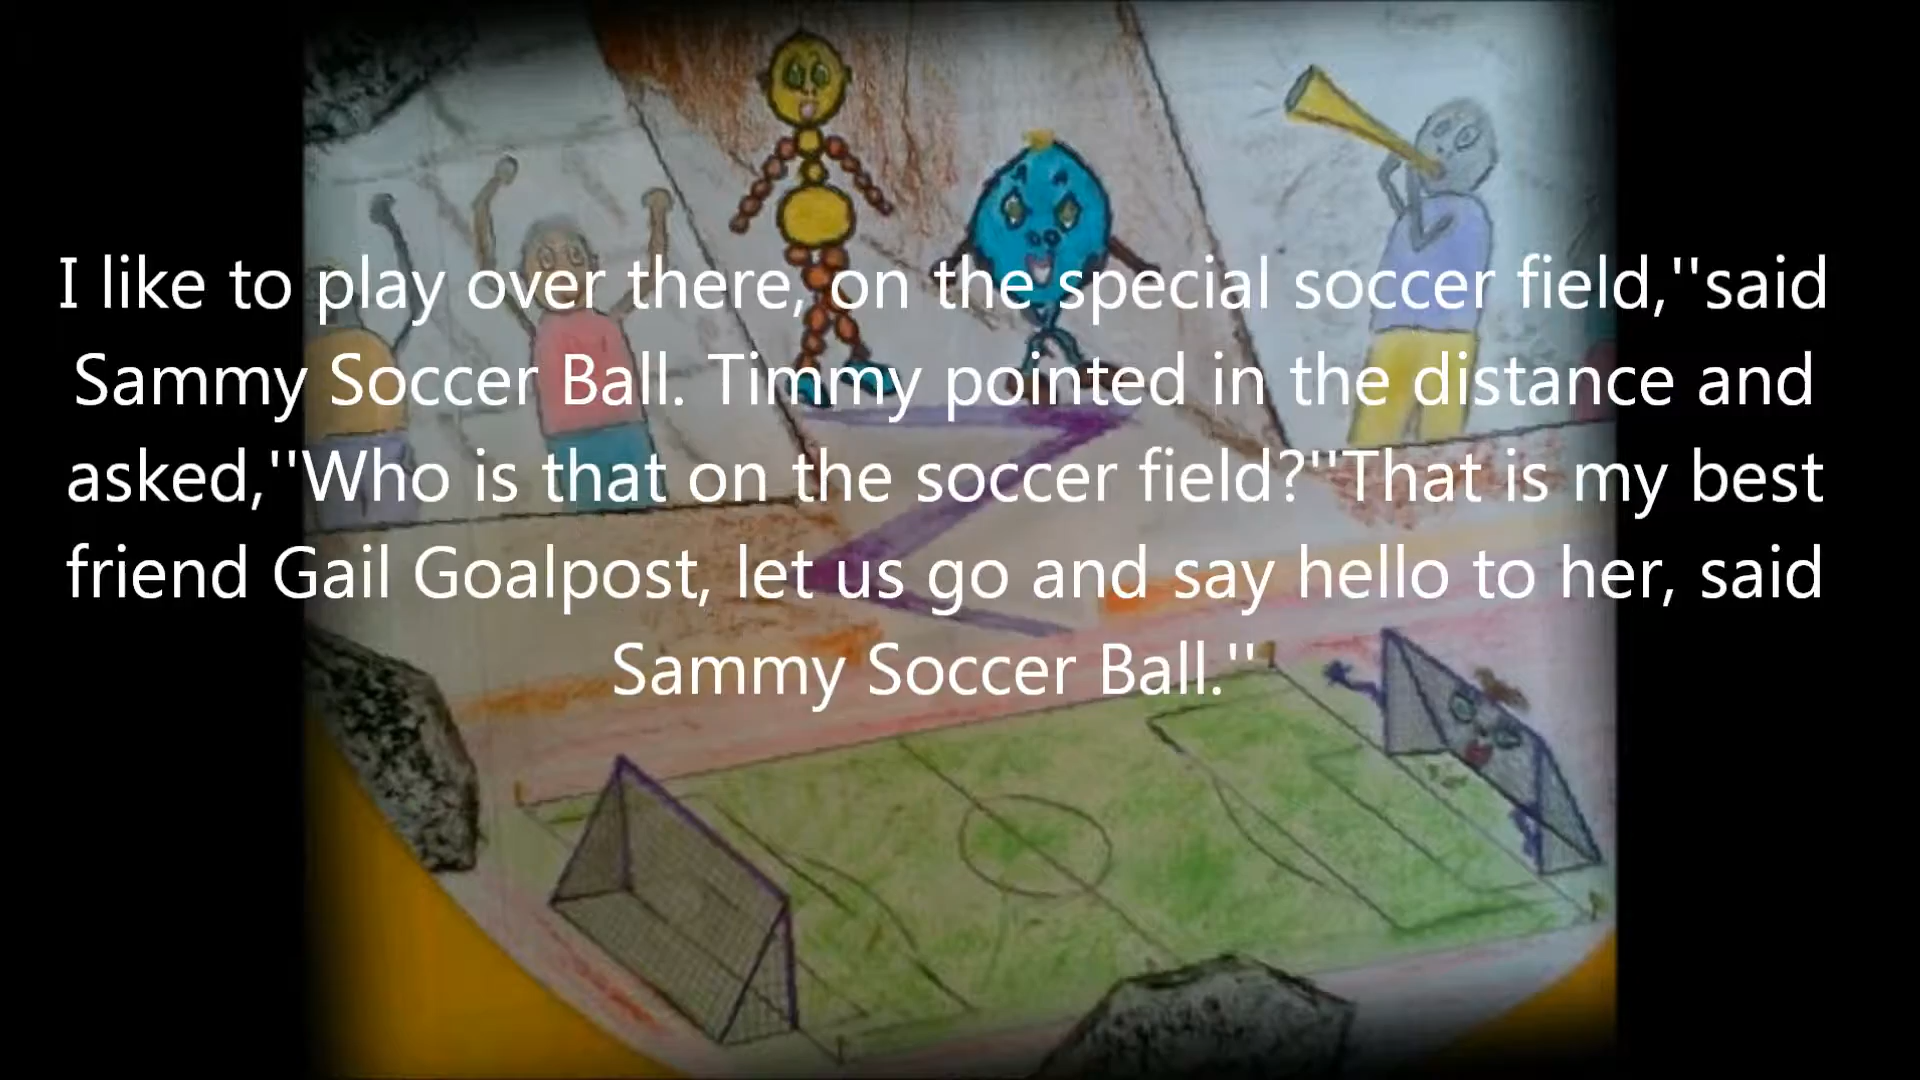 I like to play over there, on the special soccer field,''said
Sammy Soccer Ball. Timmy pointed in the distance and
asked,''Who is that on the soccer field?''That is my best
friend Gail Goalpost, let us go and say hello to her, said
Sammy Soccer Ball.''